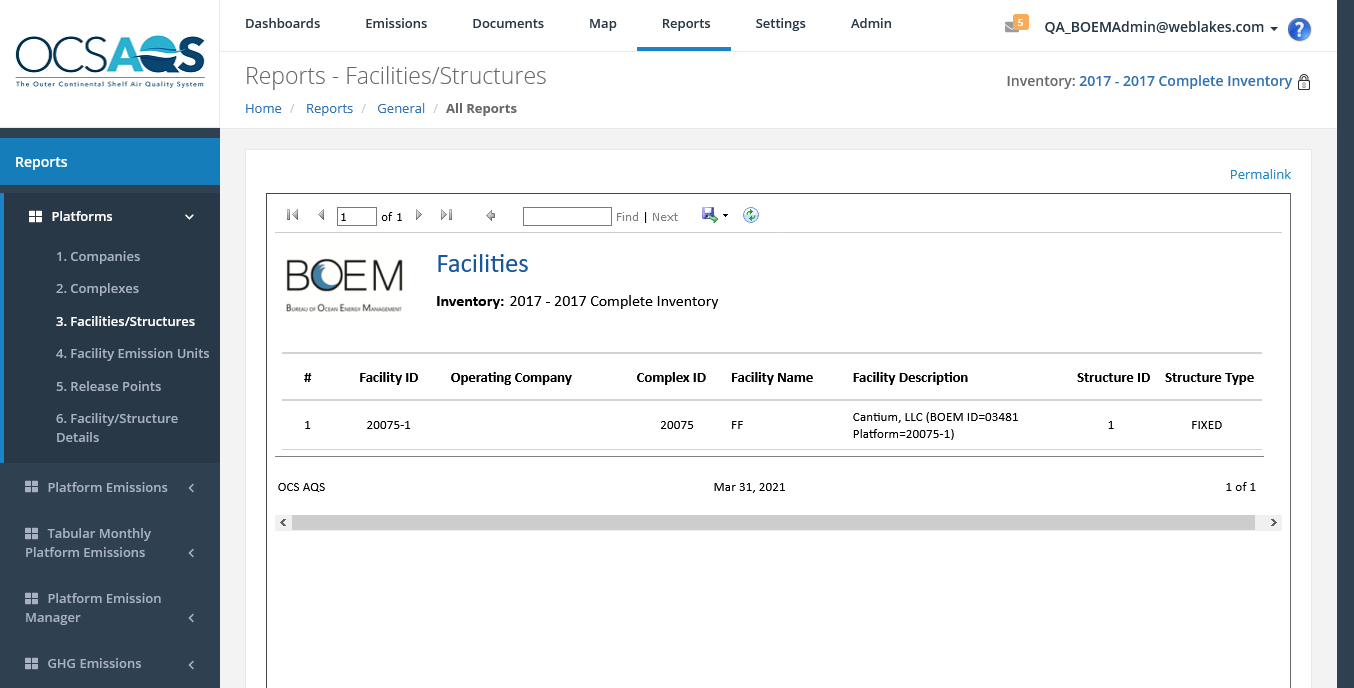 OCSAQS
The Outer Continental Shelf Air Quality System
Dashboards Emissions Documents Map Reports Settings Admin
5
QA_BOEMAdmin@weblakes.com
?
Reports - Facilities/Structures
Inventory: 2017 - 2017 Complete Inventory
Home / Reports / General / All Reports
Reports
Platforms
1. Companies
2. Complexes
3. Facilities/Structures
4. Facility Emission Units
5. Release Points
6. Facility/Structure
Details
Platform Emissions
Tabular Monthly
Platform Emissions
Platform Emission
Manager
GHG Emissions
Permalink
1 of 1 Find | Next
BOEM
Bureau of Ocean Energy Management
Facilities
Inventory: 2017 - 2017 Complete Inventory
# Facility ID Operating Company Complex ID Facility Name Facility Description Structure ID Structure Type
1 20075-1 20075 FF Cantium, LLC (BOEM ID=03481 1 FIXED
Platform=20075-1)
OCS AQS Mar 31, 2021 1 of 1